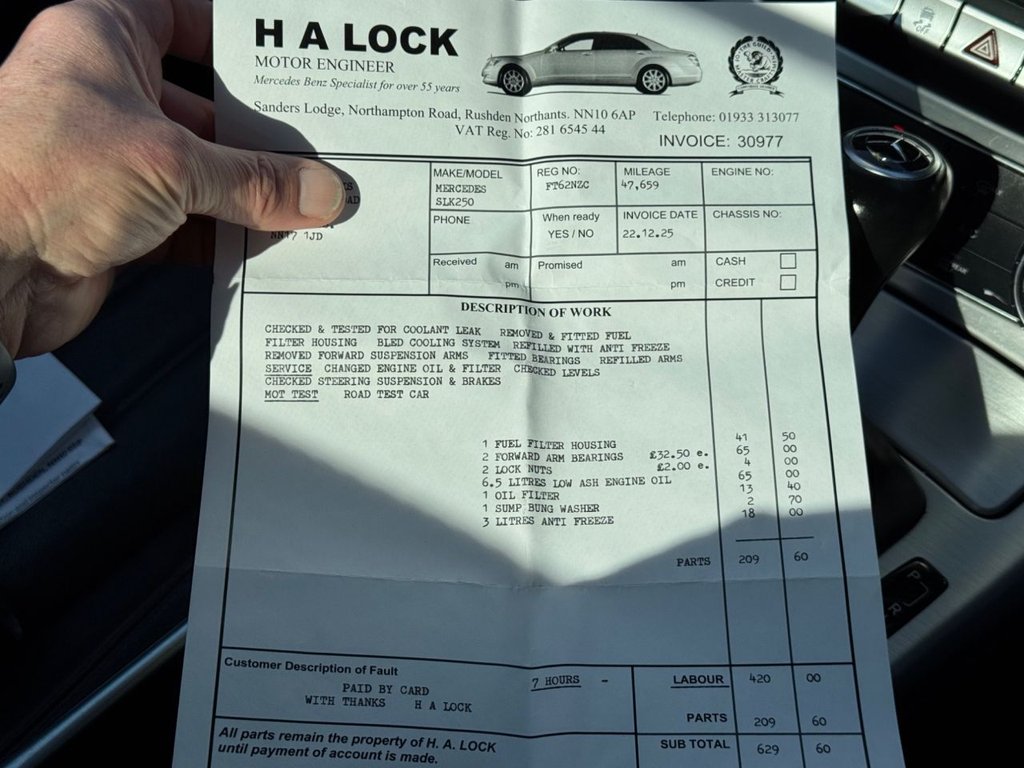 H A LOCK
MOTOR ENGINEER
Mercedes Benz Specialist for over 55 years
Sanders Lodge, Northampton Road, Rushden Northants. NN10 6AP Telephone: 01933 313077
VAT Reg. No: 281 6545 44
INVOICE: 30977
MAKE/MODEL REG NO: MILEAGE ENGINE NO:
MERCEDES FT62NZC 47,659
SLK250
PHONE When ready INVOICE DATE CHASSIS NO:
YES / NO 22.12.25
NN17 1JD
Received am Promised am CASH
pm pm CREDIT
DESCRIPTION OF WORK
CHECKED & TESTED FOR COOLANT LEAK REMOVED & FITTED FUEL
FILTER HOUSING BLED COOLING SYSTEM REFILLED WITH ANTI FREEZE
REMOVED FORWARD SUSPENSION ARMS FITTED BEARINGS REFILLED ARMS
SERVICE CHANGED ENGINE OIL & FILTER CHECKED LEVELS
CHECKED STEERING SUSPENSION & BRAKES
MOT TEST ROAD TEST CAR
1 FUEL FILTER HOUSING 41 50
2 FORWARD ARM BEARINGS £32.50 e. 65 00
2 LOCK NUTS £2.00 e. 4 00
6.5 LITRES LOW ASH ENGINE OIL 65 00
1 OIL FILTER 13 40
1 SUMP BUNG WASHER 2 70
3 LITRES ANTI FREEZE 18 00
PARTS 209 60
Customer Description of Fault
7 HOURS - LABOUR 420 00
PAID BY CARD
WITH THANKS H A LOCK
PARTS 209 60
All parts remain the property of H. A. LOCK
until payment of account is made.
SUB TOTAL 629 60